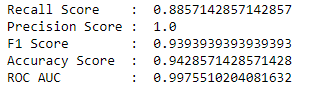 Recall Score    :  0.8857142857142857
Precision Score :  1.0
F1 Score        :  0.9393939393939393
Accuracy Score  :  0.9428571428571428
ROC AUC         :  0.9975510204081632